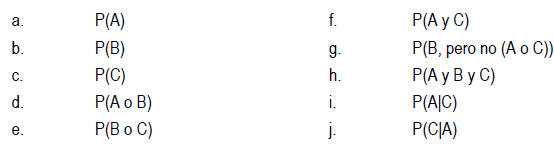 a. P(A)
b. P(B)
c. P(C)
d. P(A o B)
e. P(B o C)
f. P(A y C)
g. P(B, pero no (A o C))
h. P(A y B y C)
i. P(A|C)
j. P(C|A)